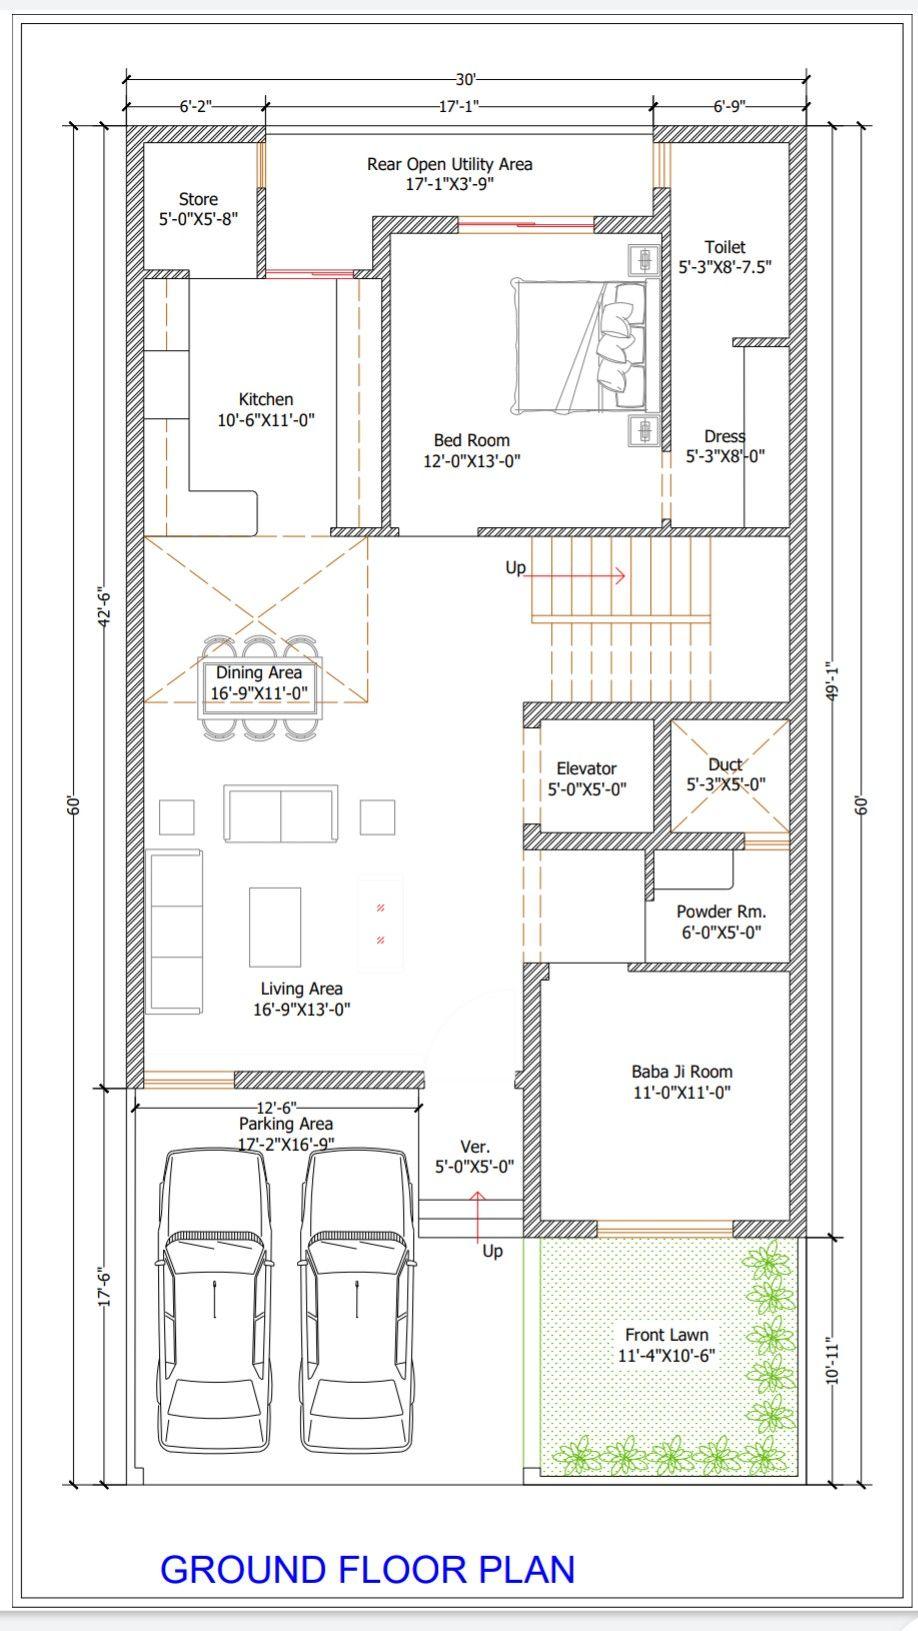 30'
6'-2"
17'-1"
6'-9"
Rear Open Utility Area
17'-1"X3'-9"
Store
5'-0"X5'-8"
Toilet
5'-3"X8'-7.5"
Kitchen
10'-6"X11'-0"
Bed Room
12'-0"X13'-0"
Dress
5'-3"X8'-0"
Up
42'-6"
Dining Area
16'-9"X11'-0"
49'-1"
Elevator
5'-0"X5'-0"
Duct
5'-3"X5'-0"
60'
60'
Powder Rm.
6'-0"X5'-0"
Living Area
16'-9"X13'-0"
Baba Ji Room
11'-0"X11'-0"
12'-6"
Parking Area
17'-2"X16'-9"
Ver.
5'-0"X5'-0"
Up
17'-6"
Front Lawn
11'-4"X10'-6"
10'-11"
GROUND FLOOR PLAN